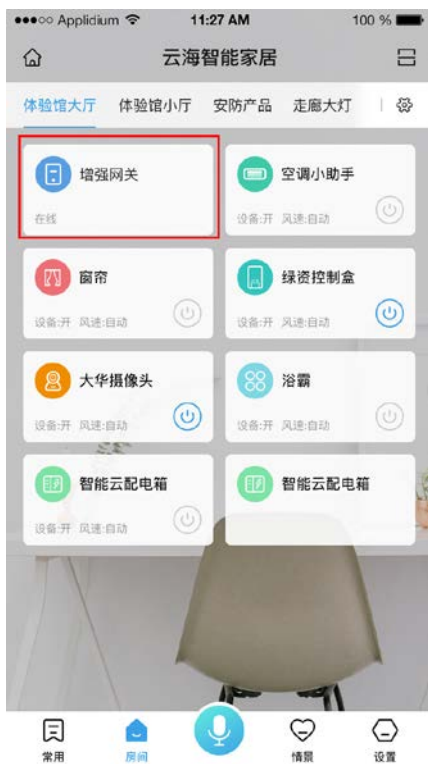 Applidium 11:27 AM 100 %
云海智能家居
体验馆大厅 体验馆小厅 安防产品 走廊大灯
增强网关 空调小助手
在线 设备:开 风速:自动
窗帘 绿资控制盒
设备:开 风速:自动 设备:开 风速:自动
大华摄像头 浴霸
设备:开 风速:自动 设备:开 风速:自动
智能云配电箱 智能云配电箱
设备:开 风速:自动
常用 房间 情景 设置